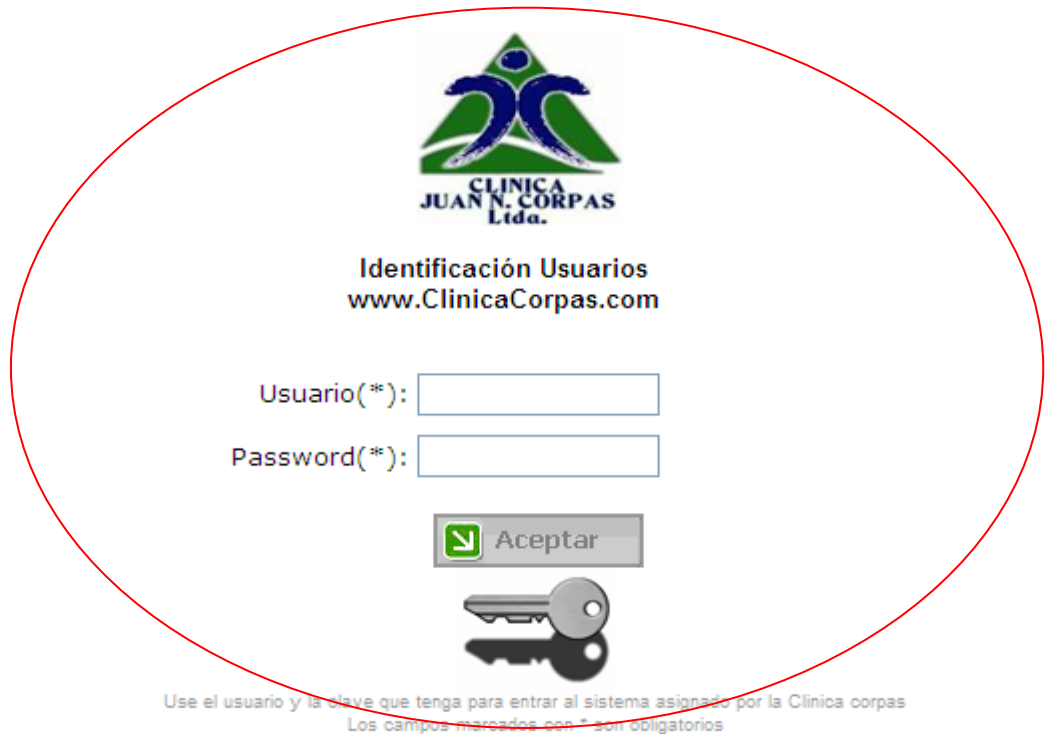 CLINICA
JUAN N. CORPAS
Ltda.
Identificación Usuarios
www.ClinicaCorpas.com
Usuario(*):
Password(*):
Aceptar
Use el usuario y la clave que tenga para entrar al sistema asignado por la Clinica corpas
Los campos marcados con * son obligatorios